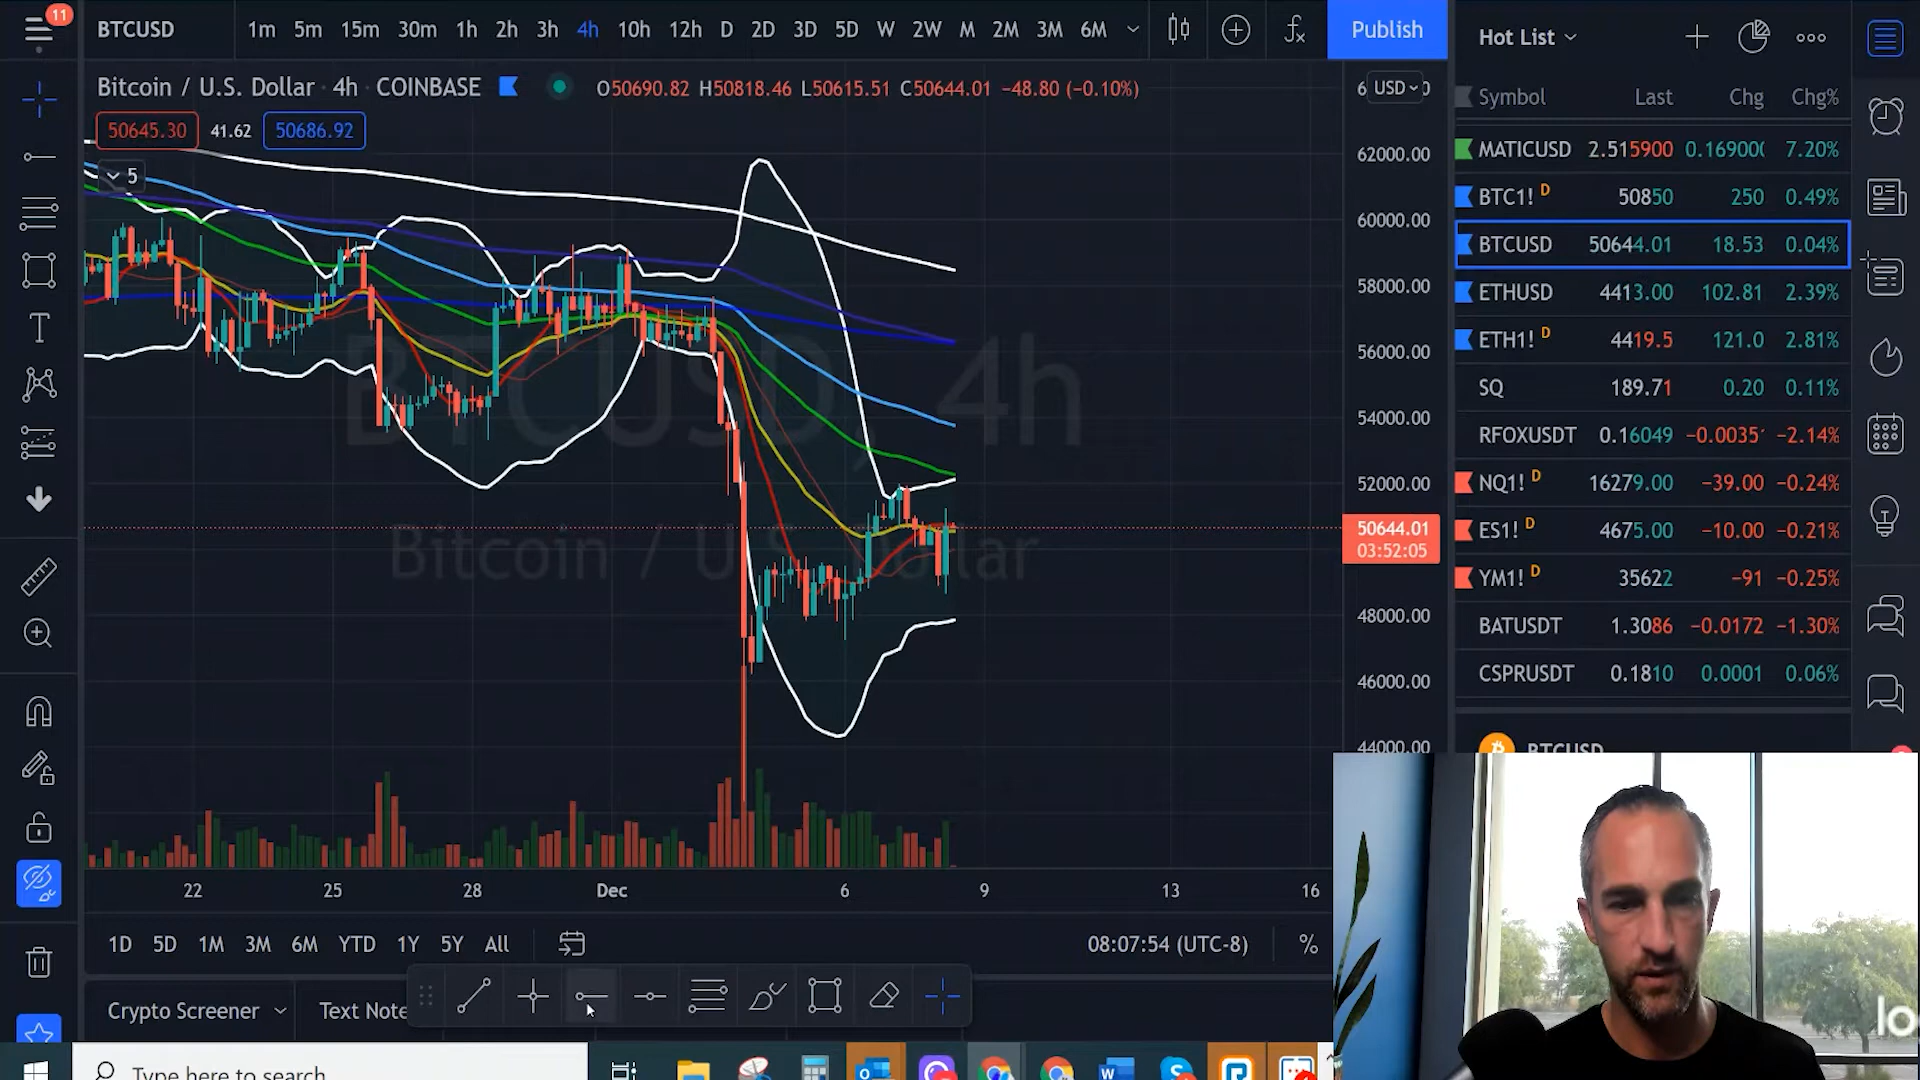 11
BTCUSD 1m 5m 15m 30m 1h 2h 3h 4h 10h 12h D 2D 3D 5D W 2W M 2M 3M 6M Publish
Bitcoin / U.S. Dollar · 4h · COINBASE O50690.82 H50818.46 L50615.51 C50644.01 −48.80 (−0.10%)
50645.30 41.62 50686.92
5
USD
62000.00
60000.00
58000.00
56000.00
54000.00
52000.00
50644.01
03:52:05
48000.00
46000.00
44000.00
BTCUSD, 4h
Bitcoin / U.S. Dollar
22 25 28 Dec 6 9 13 16
1D 5D 1M 3M 6M YTD 1Y 5Y All 08:07:54 (UTC-8) %
Crypto Screener Text Note
Type here to search
Hot List
Symbol Last Chg Chg%
MATICUSD 2.515900 0.16900 7.20%
BTC1! D 50850 250 0.49%
BTCUSD 50644.01 18.53 0.04%
ETHUSD 4413.00 102.81 2.39%
ETH1! D 4419.5 121.0 2.81%
SQ 189.71 0.20 0.11%
RFOXUSDT 0.16049 −0.0035 −2.14%
NQ1! D 16279.00 −39.00 −0.24%
ES1! D 4675.00 −10.00 −0.21%
YM1! D 35622 −91 −0.25%
BATUSDT 1.3086 −0.0172 −1.30%
CSPRUSDT 0.1810 0.0001 0.06%
BTCUSD
lo